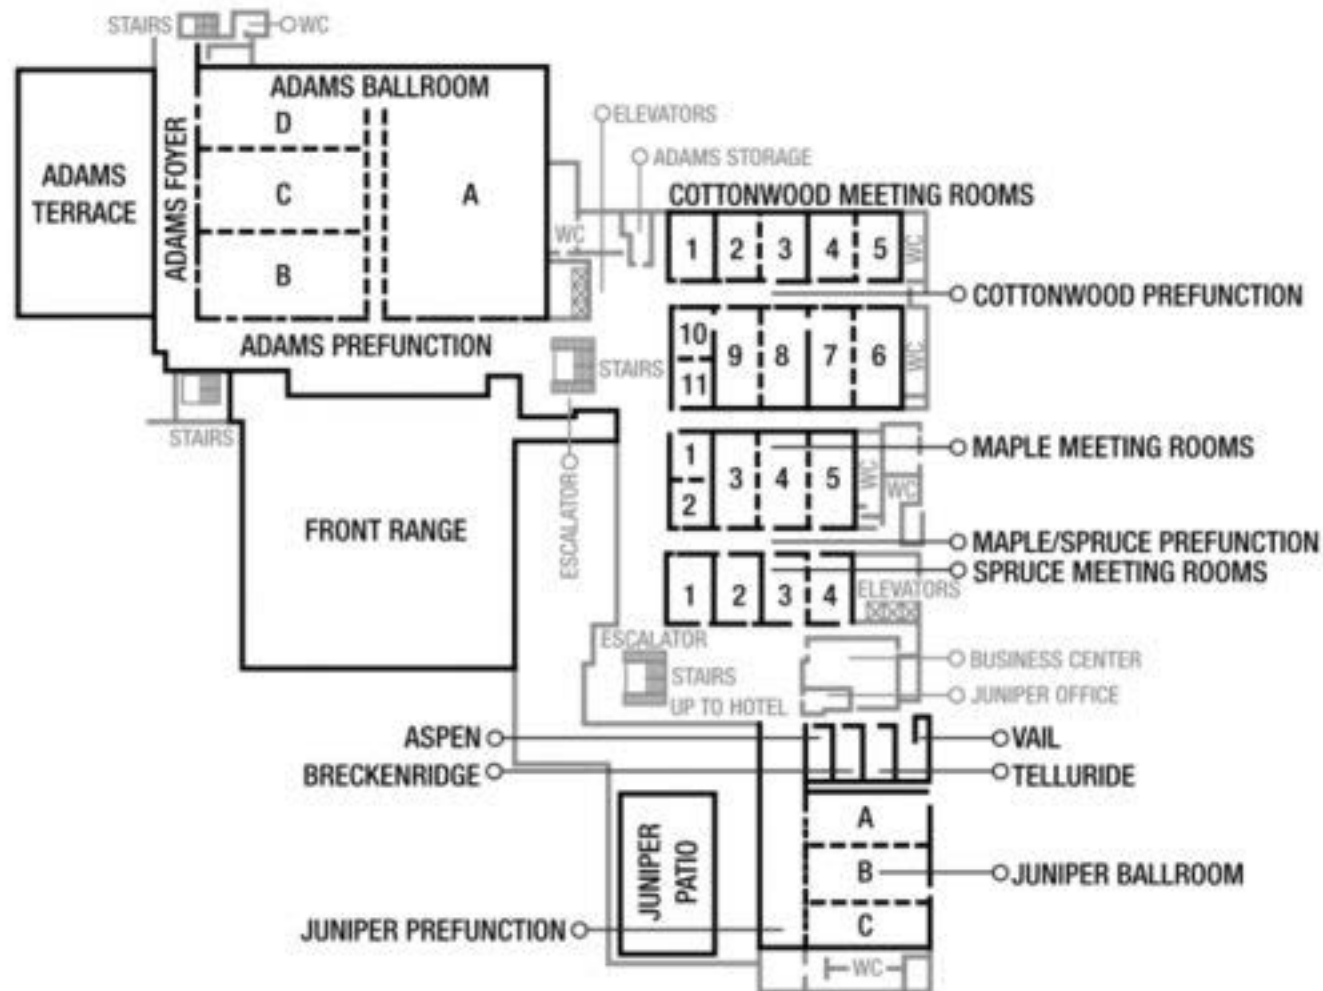 STAIRS
WC
ADAMS BALLROOM
D
C
B
A
ADAMS FOYER
ADAMS
TERRACE
ADAMS PREFUNCTION
STAIRS
ELEVATORS
ADAMS STORAGE
WC
STAIRS
ESCALATOR
FRONT RANGE
COTTONWOOD MEETING ROOMS
1 2 3 4 5
WC
COTTONWOOD PREFUNCTION
10 9 8 7 6
11
WC
MAPLE MEETING ROOMS
1 3 4 5
2
WC
WC
MAPLE/SPRUCE PREFUNCTION
SPRUCE MEETING ROOMS
1 2 3 4
ELEVATORS
ESCALATOR
STAIRS
UP TO HOTEL
BUSINESS CENTER
JUNIPER OFFICE
ASPEN
VAIL
BRECKENRIDGE
TELLURIDE
A
B
C
JUNIPER BALLROOM
JUNIPER
PATIO
JUNIPER PREFUNCTION
WC